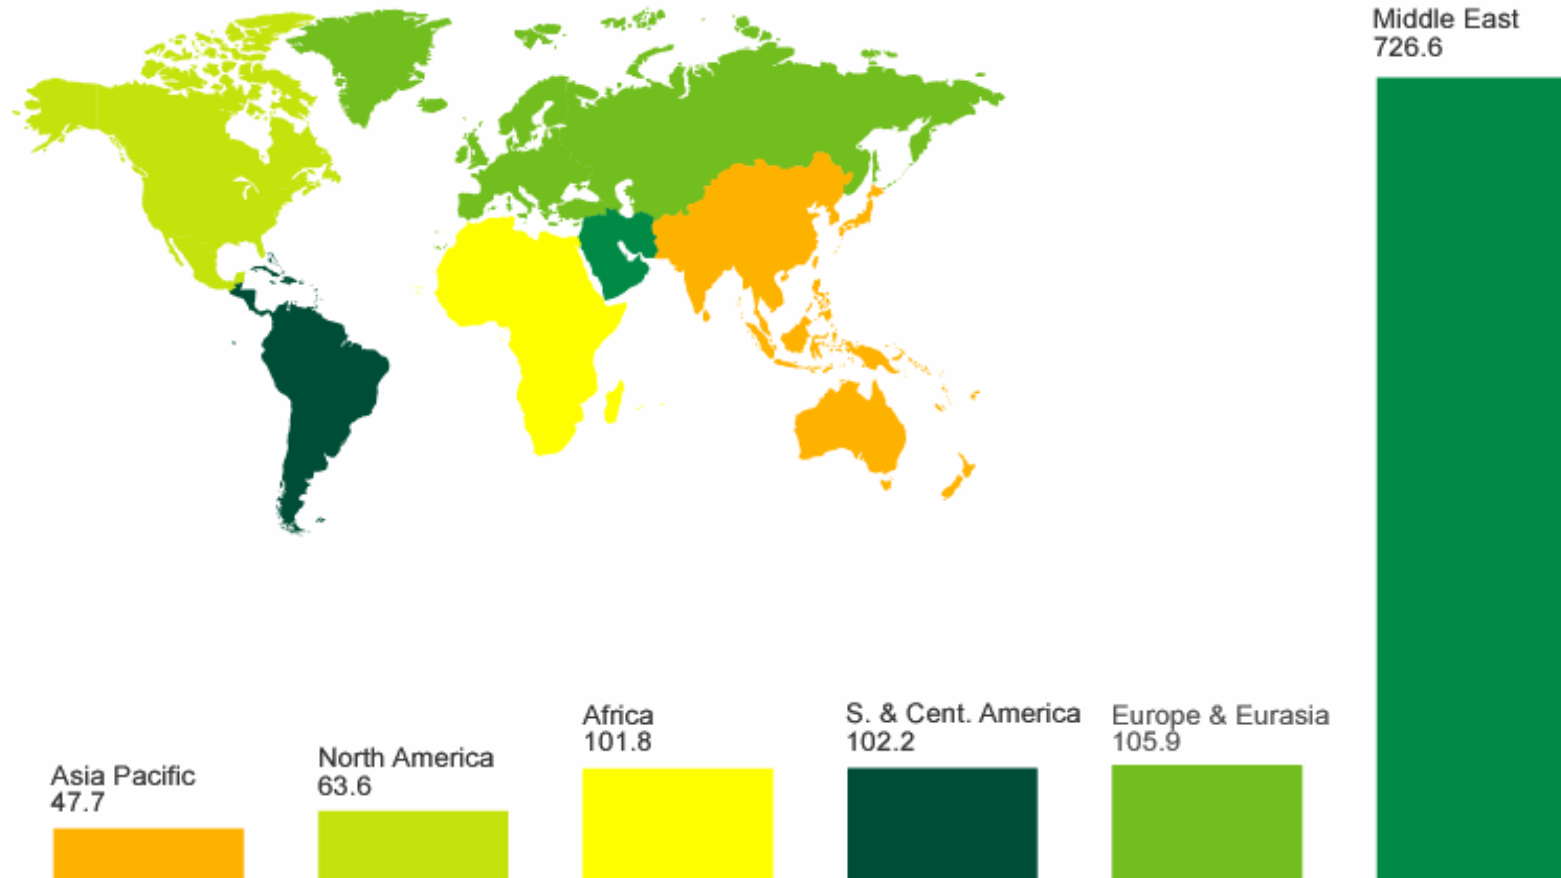 Middle East
726.6
Africa
101.8
S. & Cent. America
102.2
Europe & Eurasia
105.9
North America
63.6
Asia Pacific
47.7